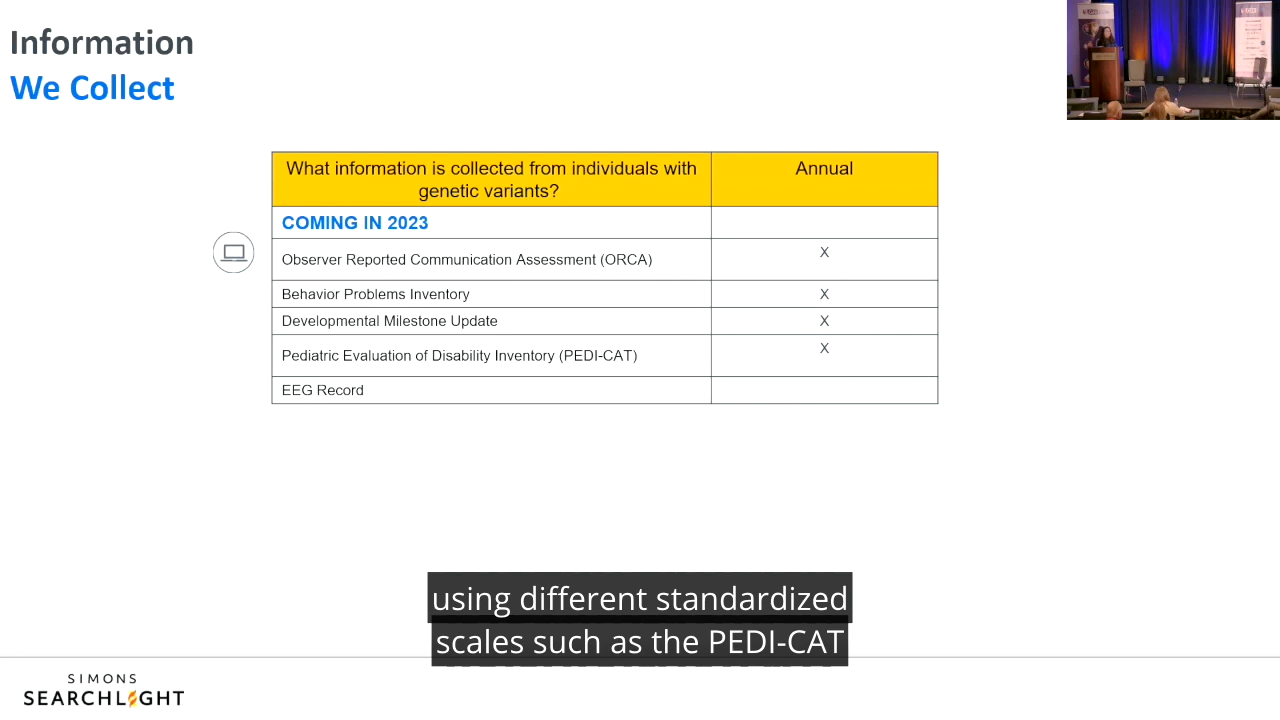 Information
We Collect
What information is collected from individuals with
genetic variants?
Annual
COMING IN 2023
Observer Reported Communication Assessment (ORCA)
X
Behavior Problems Inventory
X
Developmental Milestone Update
X
Pediatric Evaluation of Disability Inventory (PEDI-CAT)
X
EEG Record
using different standardized
scales such as the PEDI-CAT
SIMONS
SEARCHLIGHT